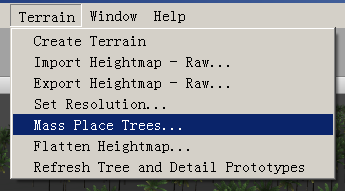 Terrain Window Help
Create Terrain
Import Heightmap - Raw...
Export Heightmap - Raw...
Set Resolution...
Mass Place Trees...
Flatten Heightmap...
Refresh Tree and Detail Prototypes